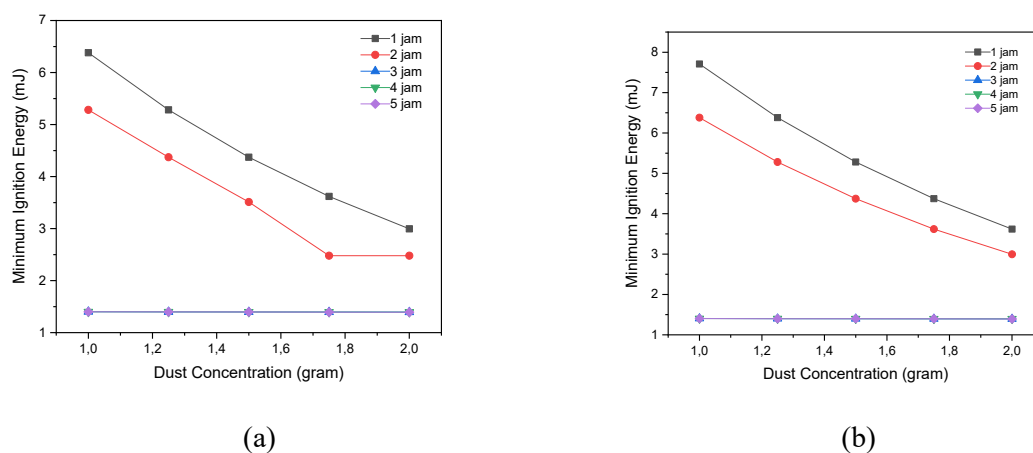 7
6
5
4
3
2
1
Minimum Ignition Energy (mJ)
1 jam
2 jam
3 jam
4 jam
5 jam
1,0 1,2 1,4 1,6 1,8 2,0
Dust Concentration (gram)
(a)
8
7
6
5
4
3
2
1
Minimum Ignition Energy (mJ)
1 jam
2 jam
3 jam
4 jam
5 jam
1,0 1,2 1,4 1,6 1,8 2,0
Dust Concentration (gram)
(b)